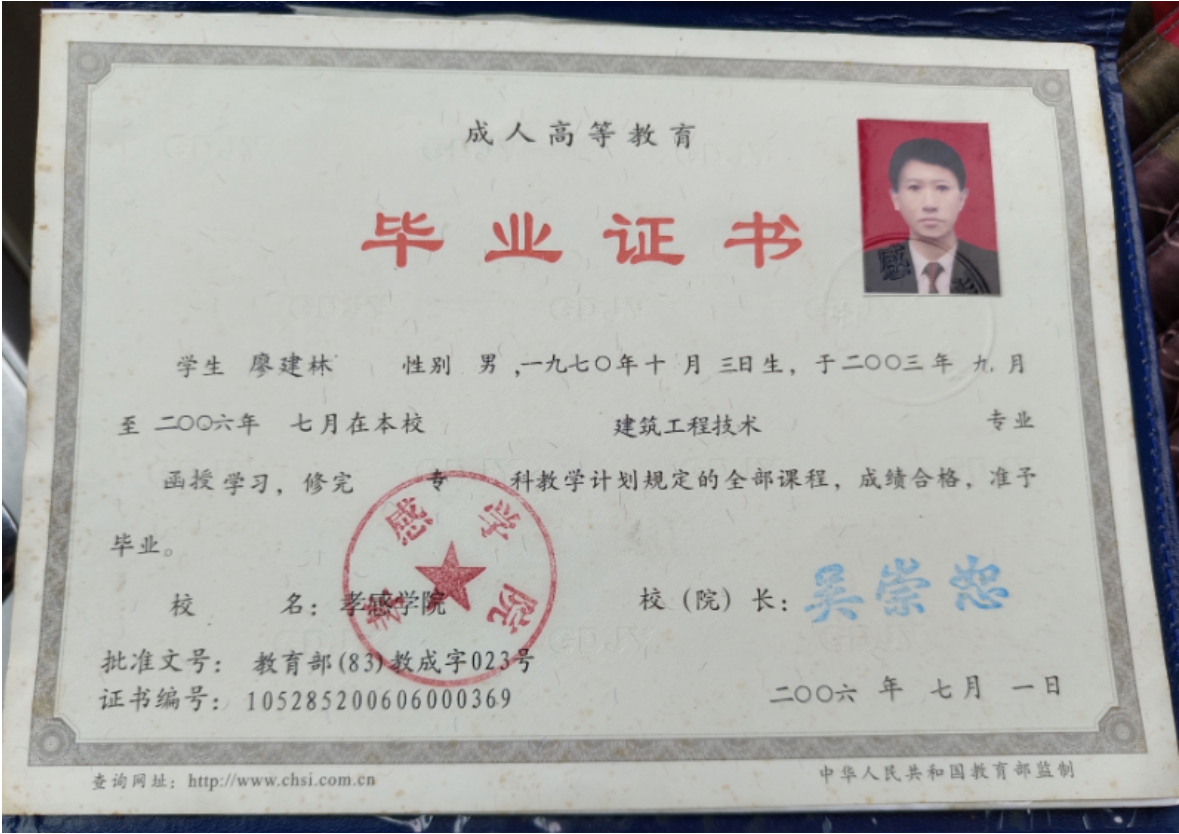 成人高等教育
毕业证书
学生 廖建林 性别 男 ,一九七〇年十 月 三日生，于二〇〇三年 九月
至 二〇〇六年 七月在本校 建筑工程技术 专业
函授学习，修完 专 科教学计划规定的全部课程，成绩合格，准予
毕业。
校 名：孝感学院 校（院）长：吴崇恕
孝感学院
批准文号： 教育部(83)教成字023号
证书编号：105285200606000369 二〇〇六 年 七月 一日
查询网址：http://www.chsi.com.cn 中华人民共和国教育部监制